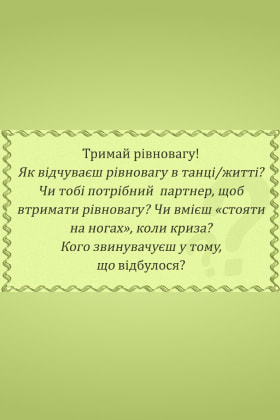 Тримай рівновагу!
Як відчуваєш рівновагу в танці/житті?
Чи тобі потрібний партнер, щоб
втримати рівновагу? Чи вмієш «стояти
на ногах», коли криза?
Кого звинувачуєш у тому,
що відбулося?